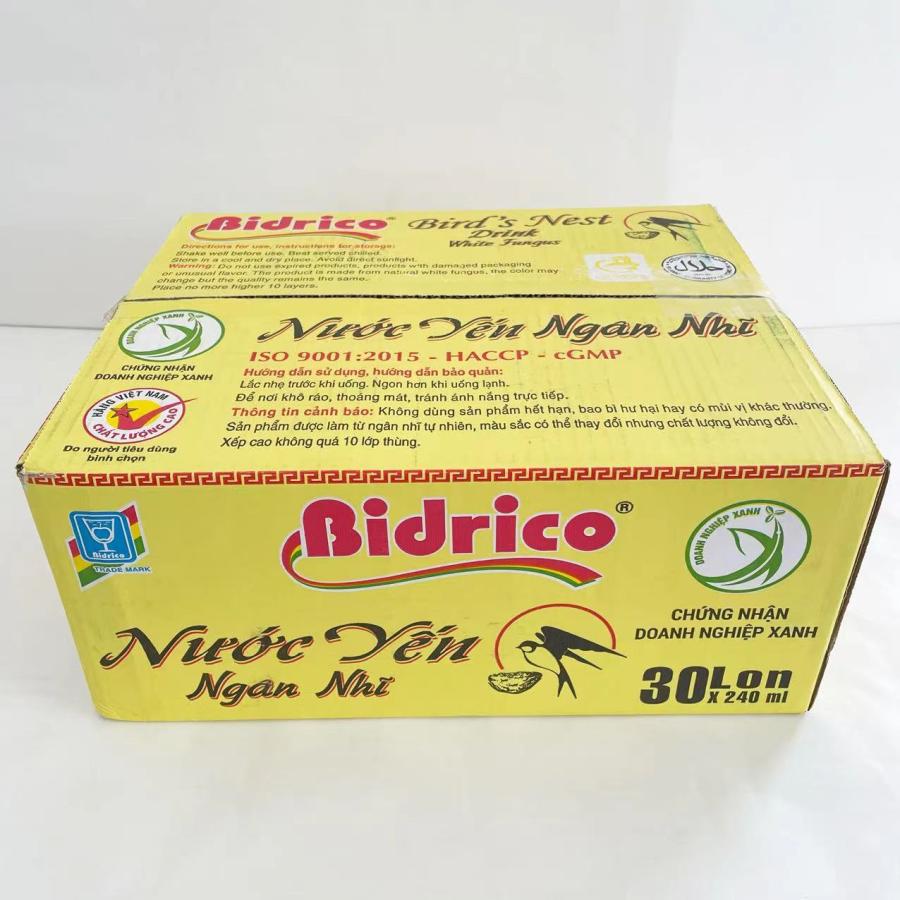 Bidrico®
Bird's Nest
Drink
White Fungus
Directions for use, instructions for storage:
Shake well before use. Best served chilled.
Store in a cool and dry place. Avoid direct sunlight.
Warning: Do not use expired products, products with damaged packaging
or unusual flavor. The product is made from natural white fungus, the color may
change but the quality remains the same.
Place no more higher 10 layers.
DOANH NGHIỆP XANH
CHỨNG NHẬN
DOANH NGHIỆP XANH
HÀNG VIỆT NAM
CHẤT LƯỢNG CAO
Do người tiêu dùng
bình chọn
Nước Yến Ngân Nhĩ
ISO 9001:2015 - HACCP - cGMP
Hướng dẫn sử dụng, hướng dẫn bảo quản:
Lắc nhẹ trước khi uống. Ngon hơn khi uống lạnh.
Để nơi khô ráo, thoáng mát, tránh ánh nắng trực tiếp.
Thông tin cảnh báo: Không dùng sản phẩm hết hạn, bao bì hư hại hay có mùi vị khác thường.
Sản phẩm được làm từ ngân nhĩ tự nhiên, màu sắc có thể thay đổi nhưng chất lượng không đổi.
Xếp cao không quá 10 lớp thùng.
Bidrico
TRADE MARK
Bidrico®
DOANH NGHIỆP XANH
CHỨNG NHẬN
DOANH NGHIỆP XANH
Nước Yến
Ngân Nhĩ
30 Lon
X 240 ml